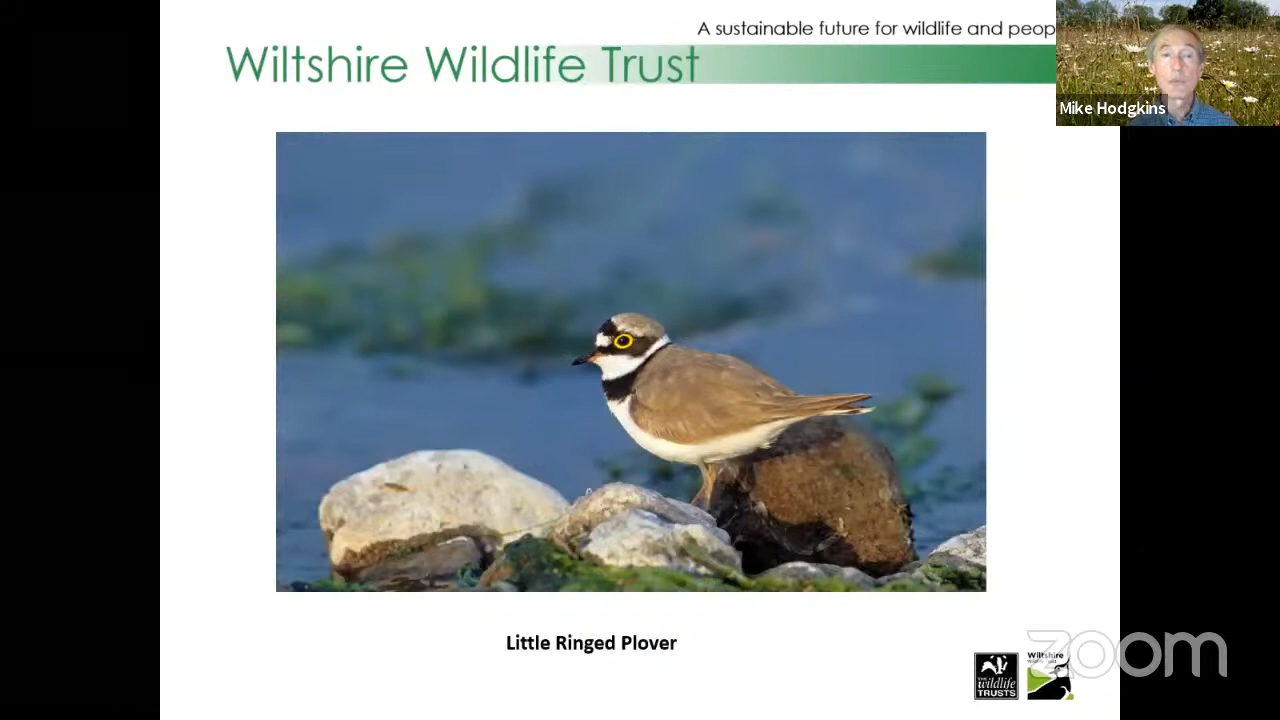 A sustainable future for wildlife and peop
Wiltshire Wildlife Trust
Mike Hodgkins
Little Ringed Plover
zoom
THE
wildlife
TRUSTS
Wiltshire